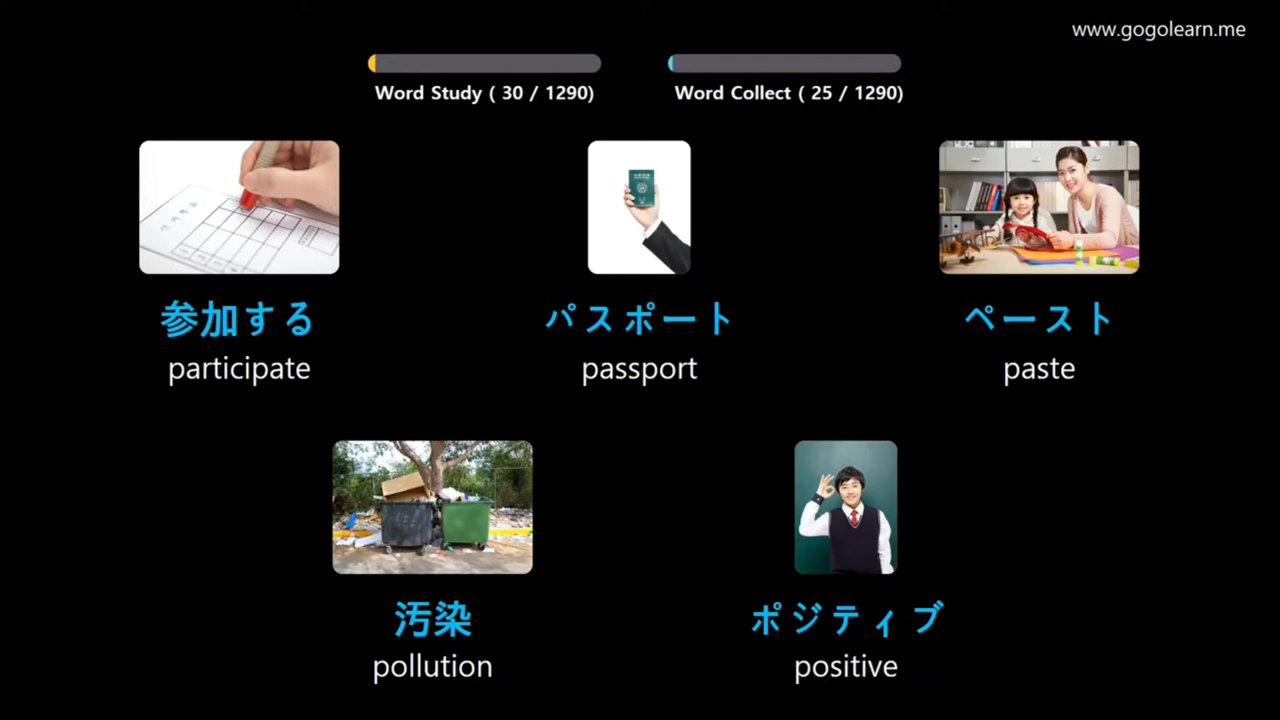 www.gogolearn.me
Word Study ( 30 / 1290)
Word Collect ( 25 / 1290)
参加する
participate
パスポート
passport
ペースト
paste
汚染
pollution
ポジティブ
positive